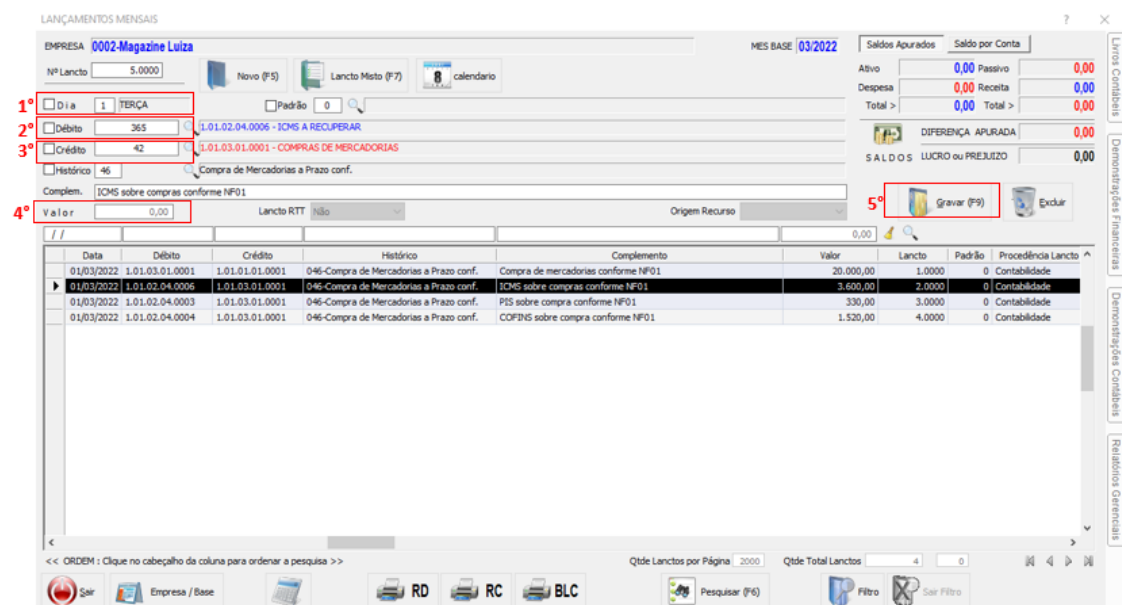 LANÇAMENTOS MENSAIS ?
EMPRESA 0002-Magazine Luiza MES BASE 03/2022 Saldos Apurados Saldo por Conta
Nº Lancto 5.0000 Novo (F5) Lancto Misto (F7) 8 calendario
Ativo 0,00 Passivo 0,00
Despesa 0,00 Receita 0,00
Total > 0,00 Total > 0,00
1º Dia 1 TERÇA Padrão 0
2º Débito 365 1.01.02.04.0006 - ICMS A RECUPERAR
DIFERENÇA APURADA 0,00
3º Crédito 42 1.01.03.01.0001 - COMPRAS DE MERCADORIAS
SALDOS LUCRO ou PREJUIZO 0,00
Histórico 46 Compra de Mercadorias a Prazo conf.
Complem. ICMS sobre compras conforme NF01
4º Valor 0,00 Lancto RTT Não Origem Recurso
5º Gravar (F9) Excluir
/ / 0,00
Data Débito Crédito Histórico Complemento Valor Lancto Padrão Procedência Lancto
01/03/2022 1.01.03.01.0001 1.01.01.01.0001 046-Compra de Mercadorias a Prazo conf. Compra de mercadorias conforme NF01 20.000,00 1.0000 0 Contabilidade
01/03/2022 1.01.02.04.0006 1.01.03.01.0001 046-Compra de Mercadorias a Prazo conf. ICMS sobre compras conforme NF01 3.600,00 2.0000 0 Contabilidade
01/03/2022 1.01.02.04.0003 1.01.03.01.0001 046-Compra de Mercadorias a Prazo conf. PIS sobre compra conforme NF01 330,00 3.0000 0 Contabilidade
01/03/2022 1.01.02.04.0004 1.01.03.01.0001 046-Compra de Mercadorias a Prazo conf. COFINS sobre compra conforme NF01 1.520,00 4.0000 0 Contabilidade
<< ORDEM : Clique no cabeçalho da coluna para ordenar a pesquisa >> Qtde Lanctos por Página 2000 Qtde Total Lanctos 4 0
Sair Empresa / Base RD RC BLC Pesquisar (F6) Filtro Sair Filtro
Livros Contábeis
Demonstrações Financeiras
Demonstrações Contábeis
Relatórios Gerenciais